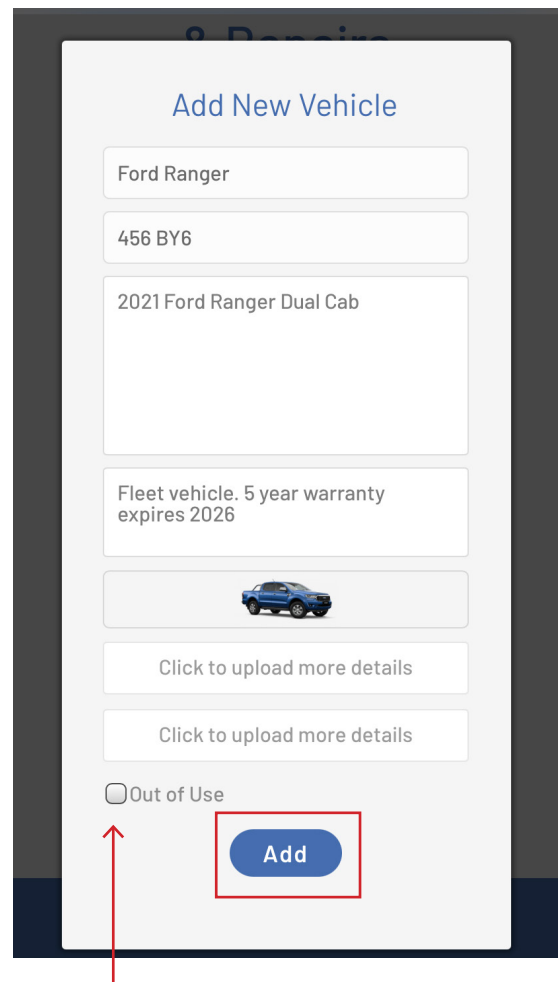 & Repairs
Add New Vehicle
Ford Ranger
456 BY6
2021 Ford Ranger Dual Cab
Fleet vehicle. 5 year warranty
expires 2026
Click to upload more details
Click to upload more details
Out of Use
Add